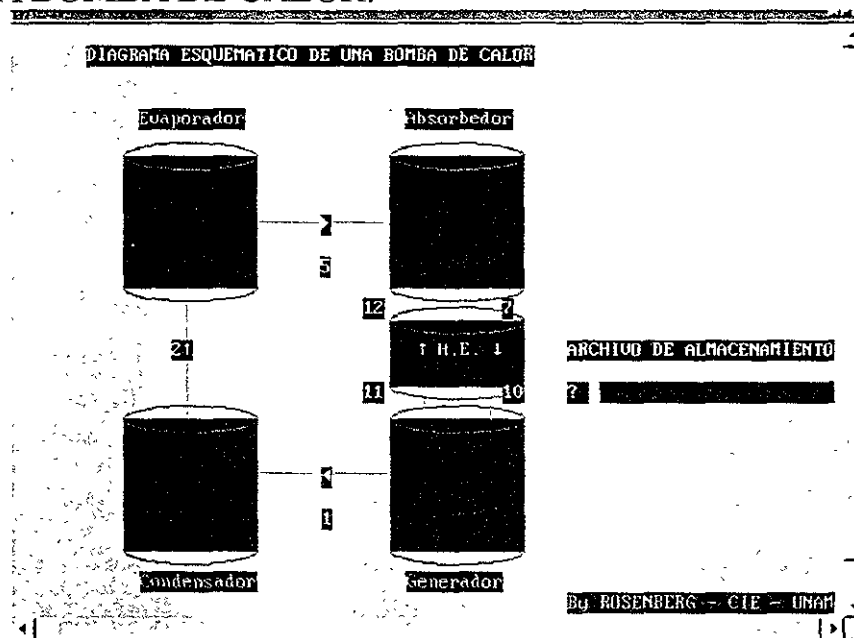 DIAGRAMA ESQUEMATICO DE UNA BOMBA DE CALOR
Evaporador
Absorbedor
5
12
7
21
↑ H.E. ↓
ARCHIVO DE ALMACENAMIENTO
11
10
?
1
Condensador
Generador
By ROSENBERG - CIE - UNAM